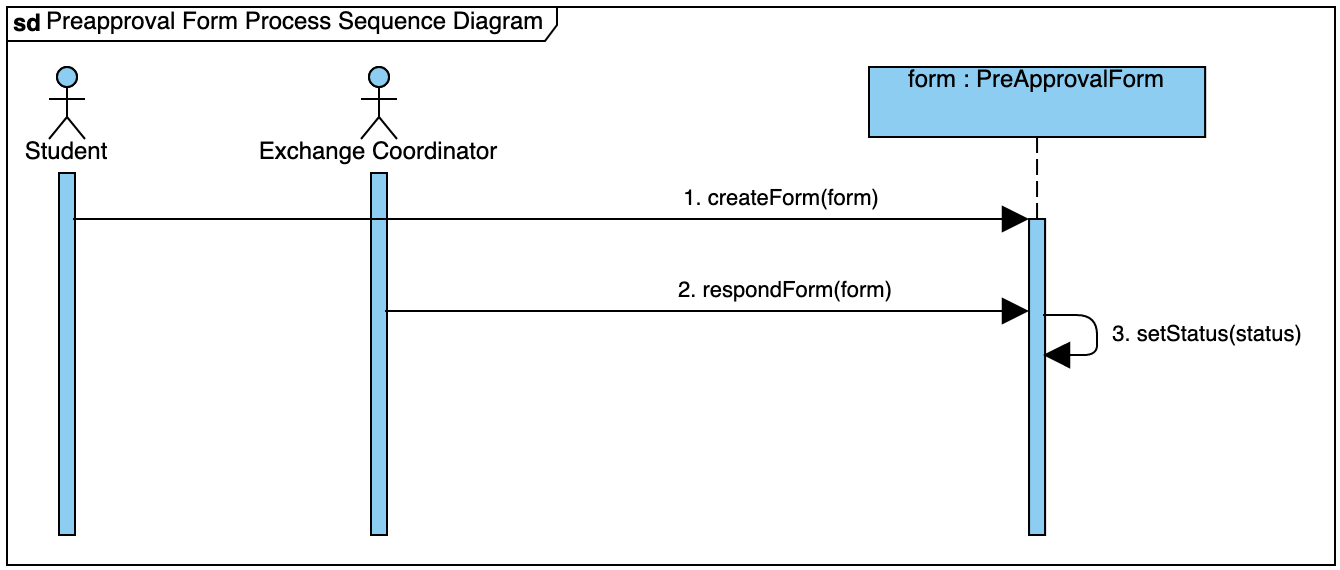 sd Preapproval Form Process Sequence Diagram
Student
Exchange Coordinator
form : PreApprovalForm
1. createForm(form)
2. respondForm(form)
3. setStatus(status)